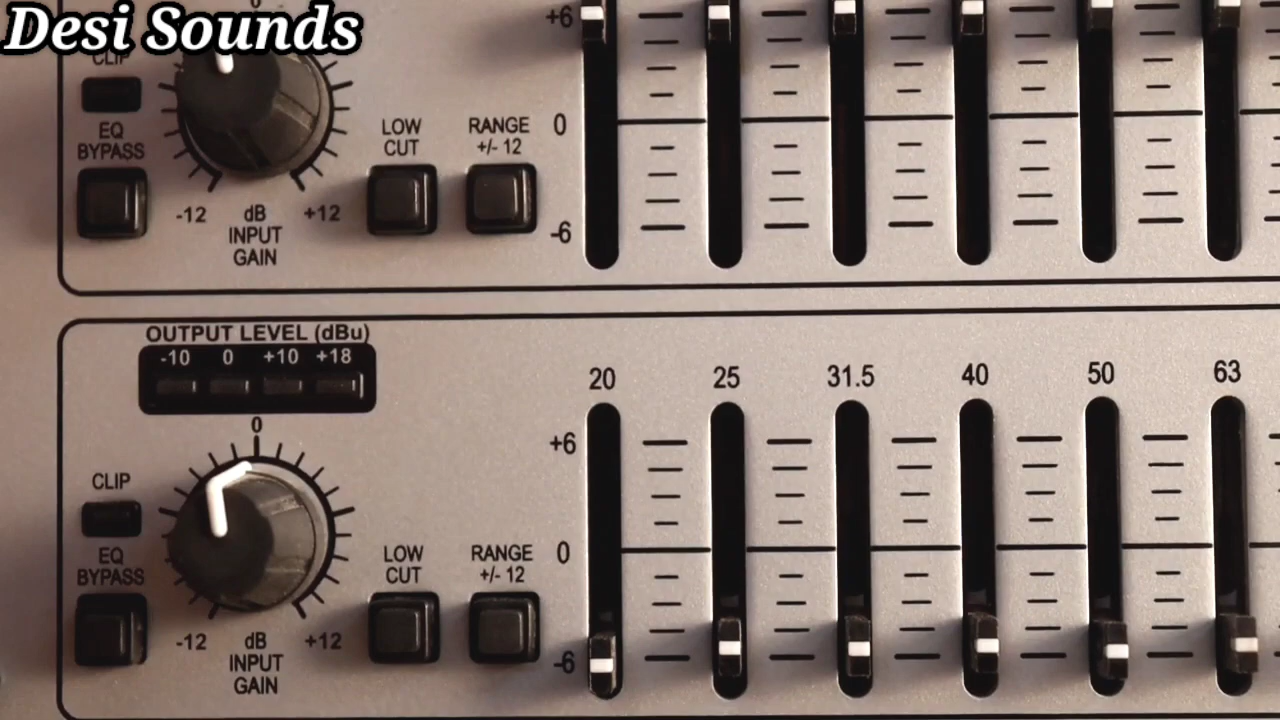 Desi Sounds
0
CLIP
EQ
BYPASS
-12
dB
+12
INPUT
GAIN
LOW
CUT
RANGE
+/- 12
+6
0
-6
OUTPUT LEVEL (dBu)
-10 0 +10 +18
0
CLIP
EQ
BYPASS
-12
dB
+12
INPUT
GAIN
LOW
CUT
RANGE
+/- 12
20 25 31.5 40 50 63
+6
0
-6